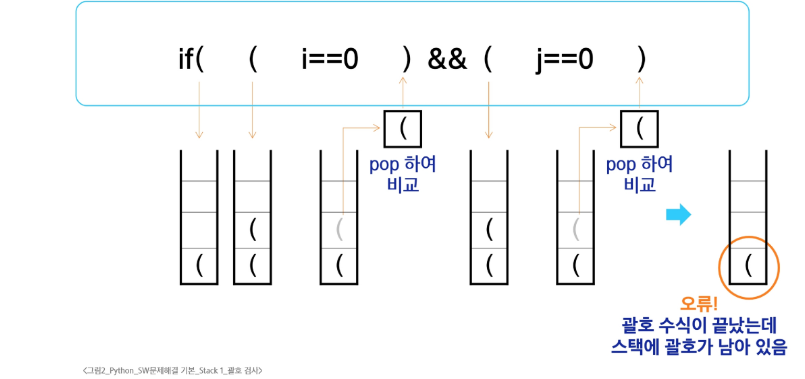 if( ( i==0 ) && ( j==0 )
( (
pop 하여 pop 하여
비교 비교
( ( (
( ( ( ( ( (
오류!
괄호 수식이 끝났는데
스택에 괄호가 남아 있음
<그림2_Python_SW문제해결 기본_Stack 1_괄호 검사>